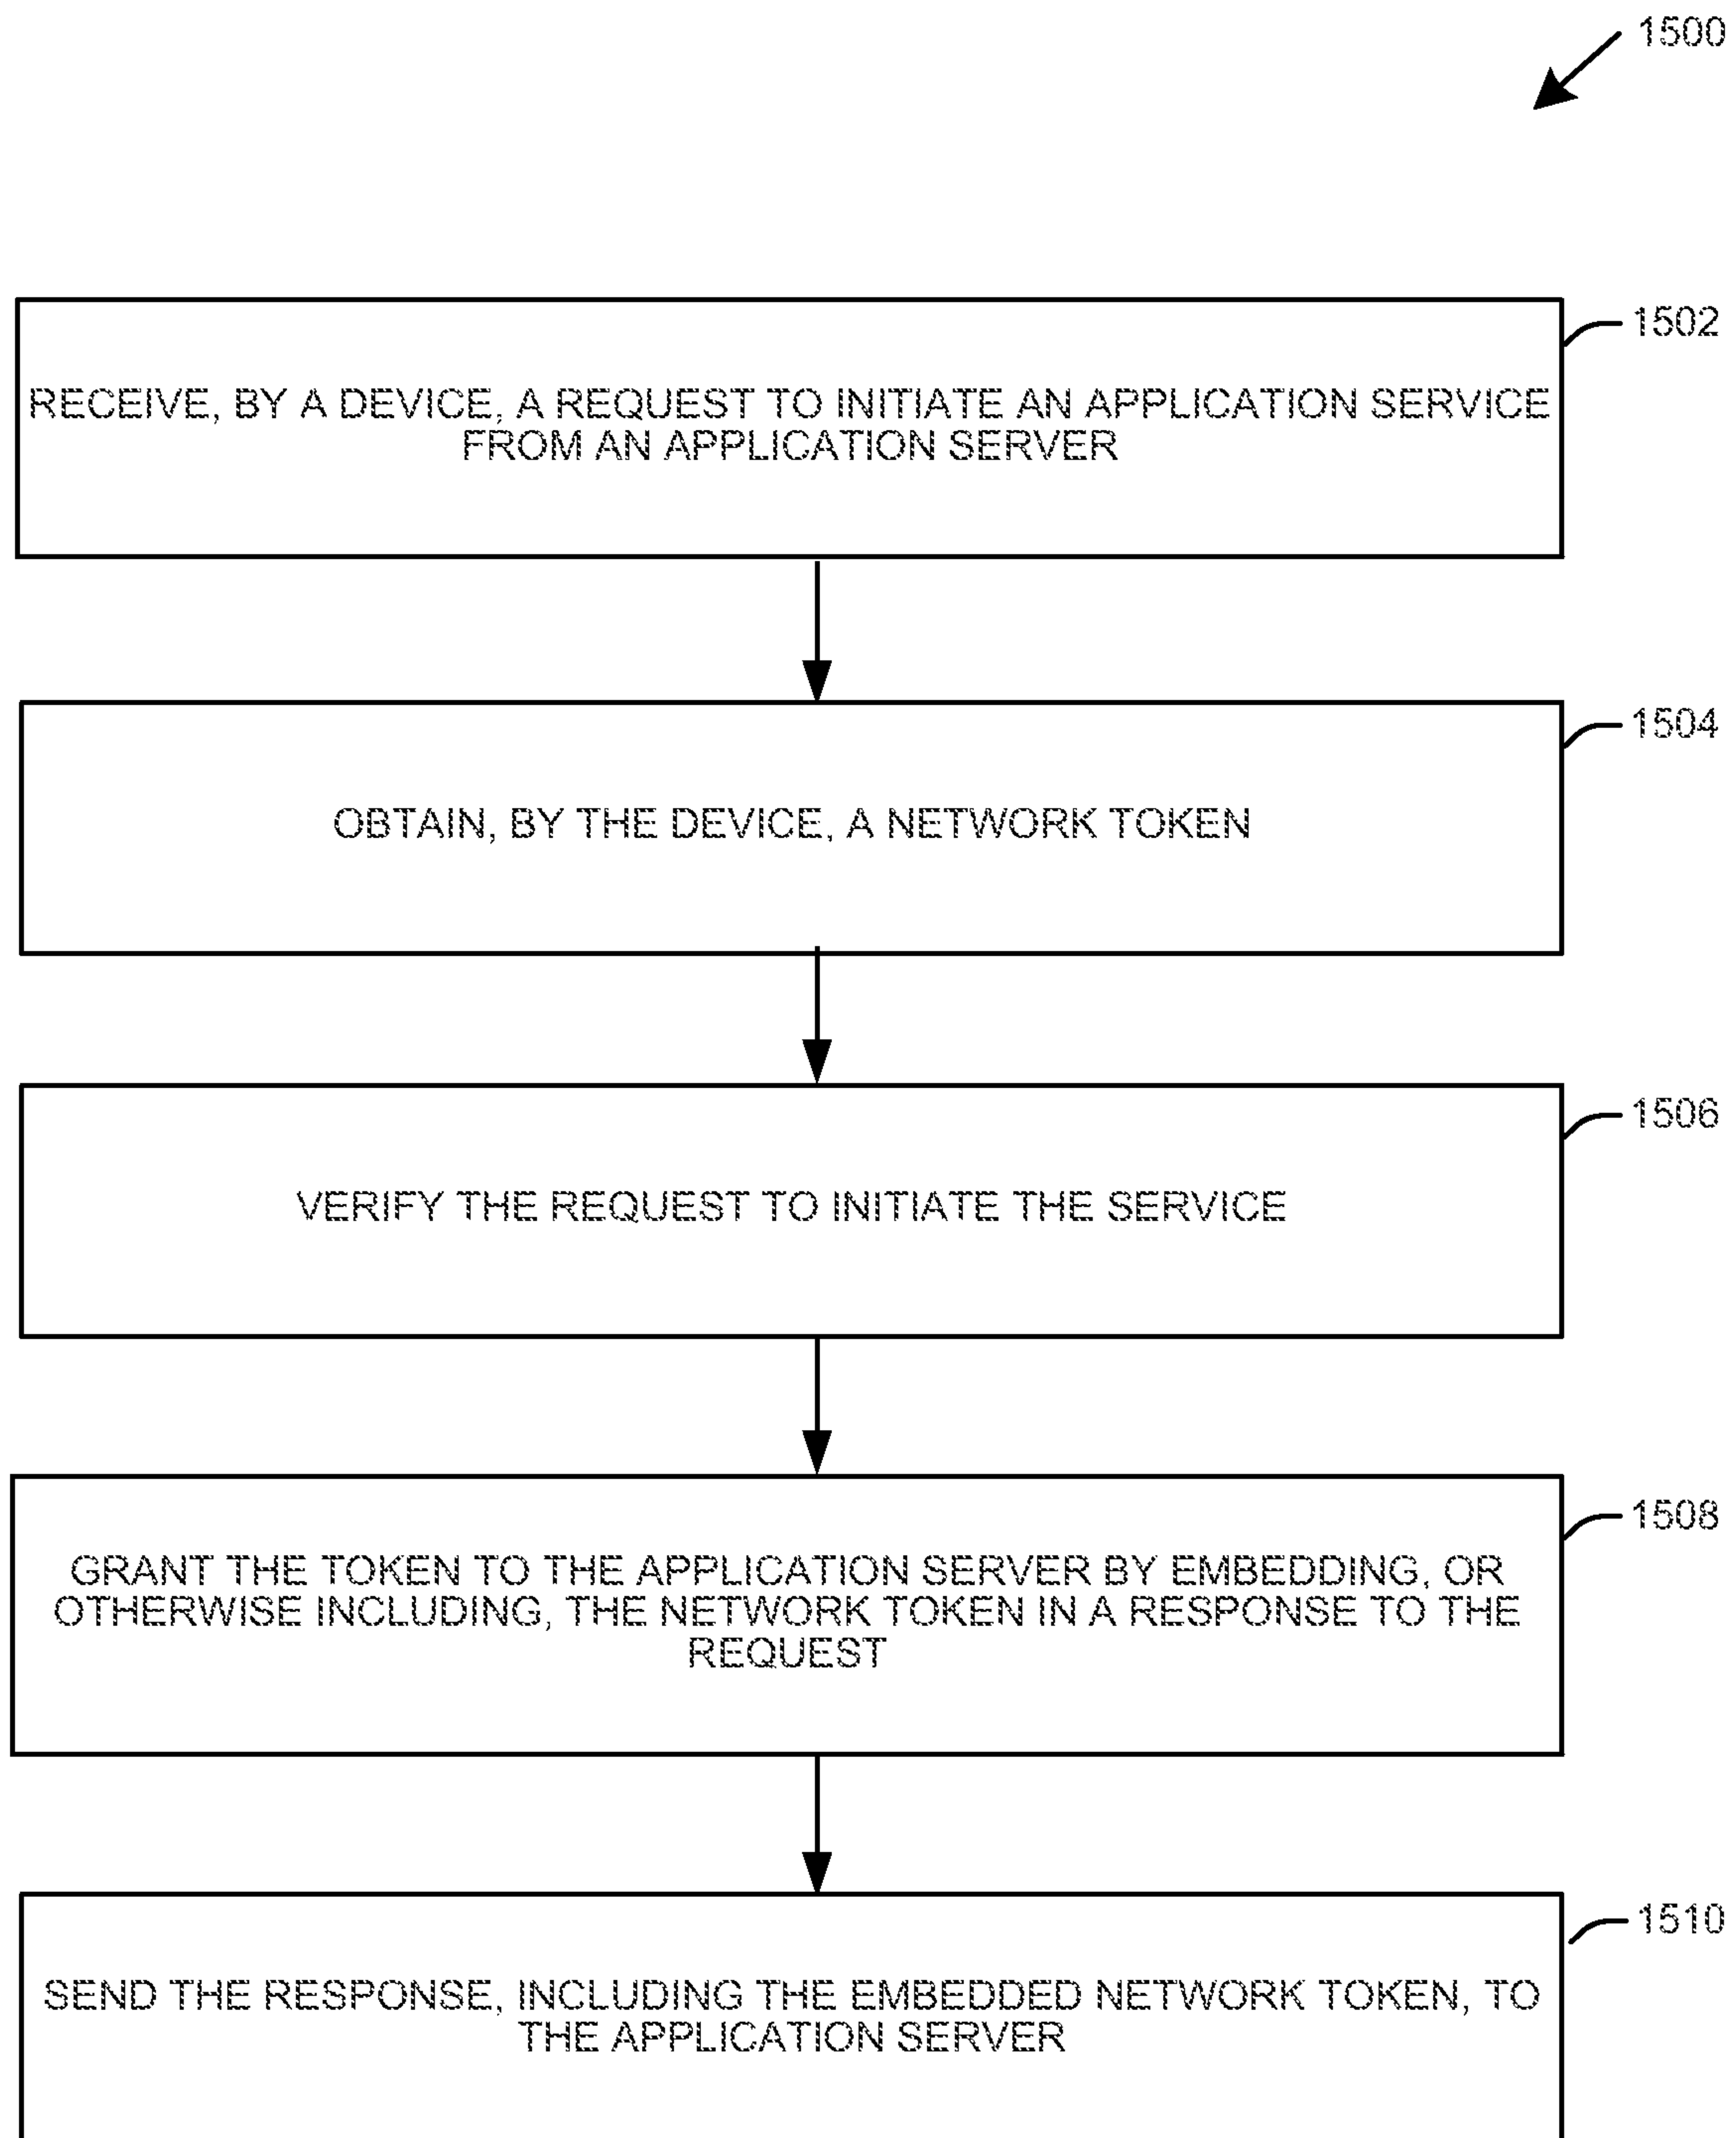 1500
1502
RECEIVE, BY A DEVICE, A REQUEST TO INITIATE AN APPLICATION SERVICE
FROM AN APPLICATION SERVER
1504
OBTAIN, BY THE DEVICE, A NETWORK TOKEN
1506
VERIFY THE REQUEST TO INITIATE THE SERVICE
1508
GRANT THE TOKEN TO THE APPLICATION SERVER BY EMBEDDING, OR
OTHERWISE INCLUDING, THE NETWORK TOKEN IN A RESPONSE TO THE
REQUEST
1510
SEND THE RESPONSE, INCLUDING THE EMBEDDED NETWORK TOKEN, TO
THE APPLICATION SERVER